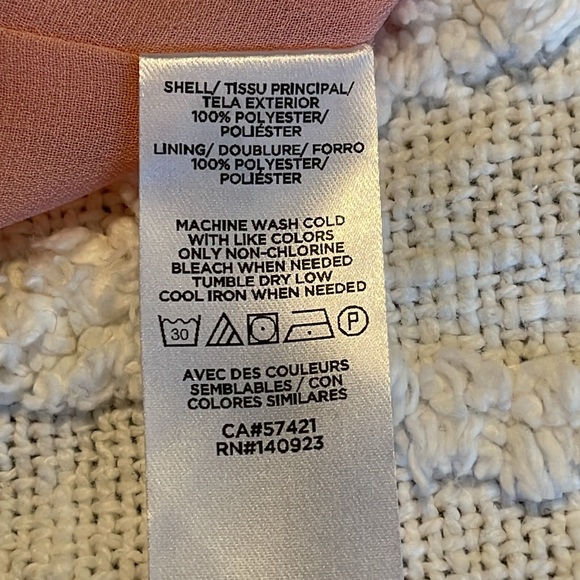 SHELL/ TISSU PRINCIPAL/
TELA EXTERIOR
100% POLYESTER/
POLIÉSTER
LINING/ DOUBLURE/ FORRO
100% POLYESTER/
POLIÉSTER
MACHINE WASH COLD
WITH LIKE COLORS
ONLY NON-CHLORINE
BLEACH WHEN NEEDED
TUMBLE DRY LOW
COOL IRON WHEN NEEDED
30 P
AVEC DES COULEURS
SEMBLABLES / CON
COLORES SIMILARES
CA#57421
RN#140923